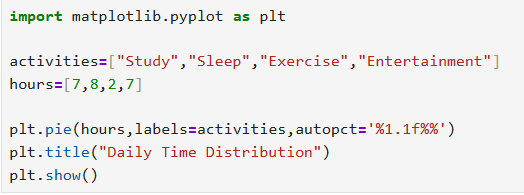 import matplotlib.pyplot as plt
activities=["Study","Sleep","Exercise","Entertainment"]
hours=[7,8,2,7]
plt.pie(hours,labels=activities,autopct='%1.1f%%')
plt.title("Daily Time Distribution")
plt.show()